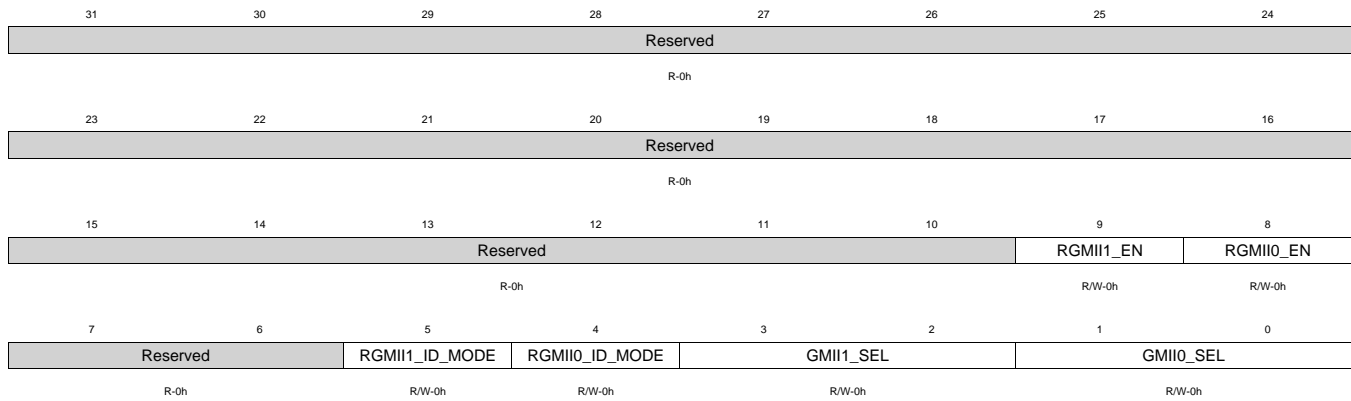 31 30 29 28 27 26 25 24
Reserved
R-0h
23 22 21 20 19 18 17 16
Reserved
R-0h
15 14 13 12 11 10 9 8
Reserved RGMII1_EN RGMII0_EN
R-0h R/W-0h R/W-0h
7 6 5 4 3 2 1 0
Reserved RGMII1_ID_MODE RGMII0_ID_MODE GMII1_SEL GMII0_SEL
R-0h R/W-0h R/W-0h R/W-0h R/W-0h